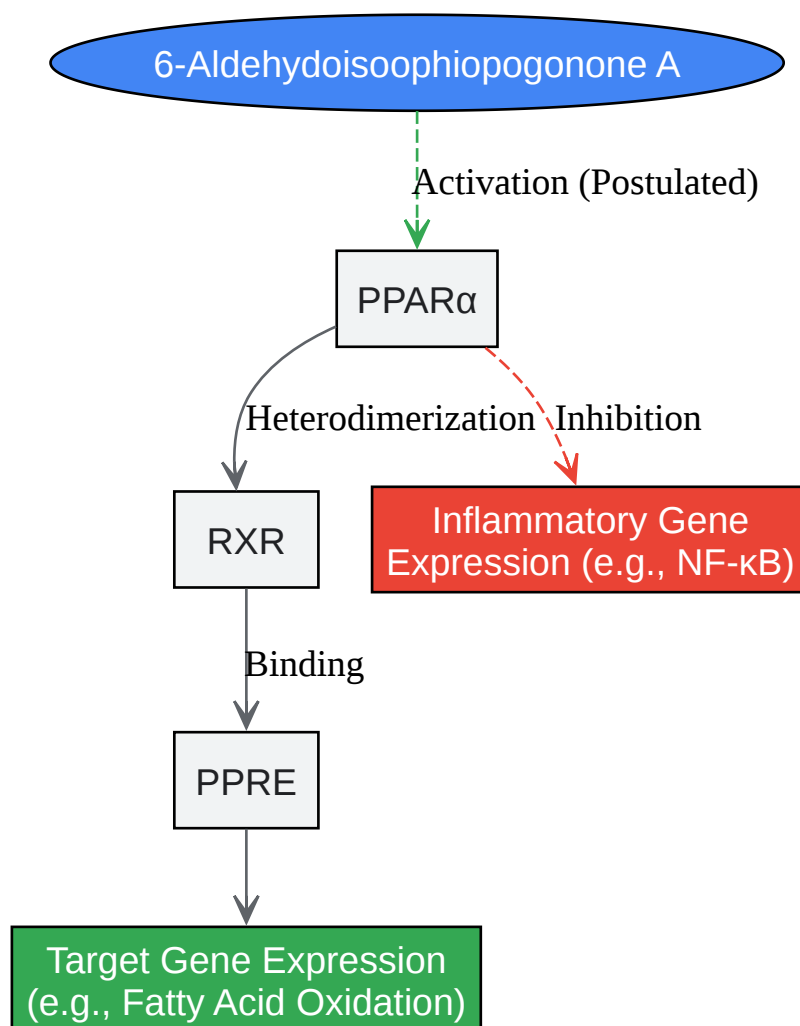 6-Aldehydoisoophiopogonone A
Activation (Postulated)
PPARα
Heterodimerization
Inhibition
RXR
Inflammatory Gene
Expression (e.g., NF-κB)
Binding
PPRE
Target Gene Expression
(e.g., Fatty Acid Oxidation)